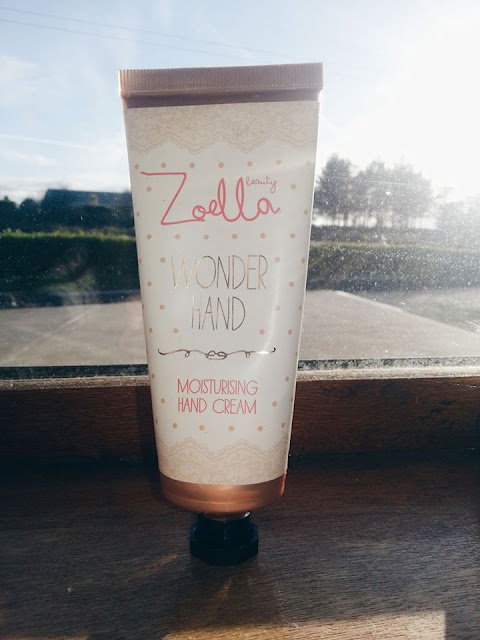 Zoella beauty
WONDER
HAND
MOISTURISING
HAND CREAM